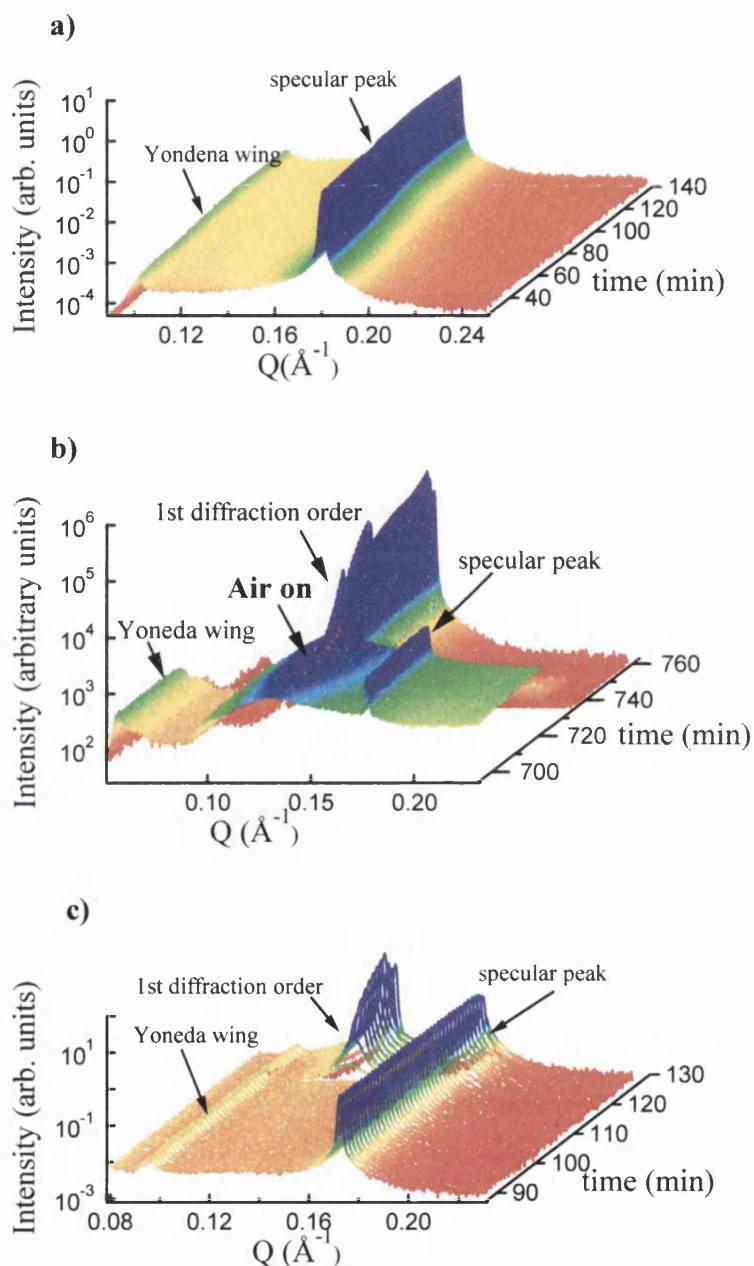 a)
specular peak
Yondena wing
Intensity (arb. units)
10^1
10^0
10^-1
10^-2
10^-3
10^-4
0.12
0.16
0.20
0.24
Q(Å^-1)
40
60
80
100
120
140
time (min)
b)
1st diffraction order
Air on
specular peak
Yoneda wing
Intensity (arbitrary units)
10^6
10^5
10^4
10^3
10^2
0.10
0.15
0.20
Q (Å^-1)
700
720
740
760
time (min)
c)
1st diffraction order
specular peak
Yoneda wing
Intensity (arb. units)
10^1
10^-1
10^-3
0.08
0.12
0.16
0.20
Q (Å^-1)
90
100
110
120
130
time (min)